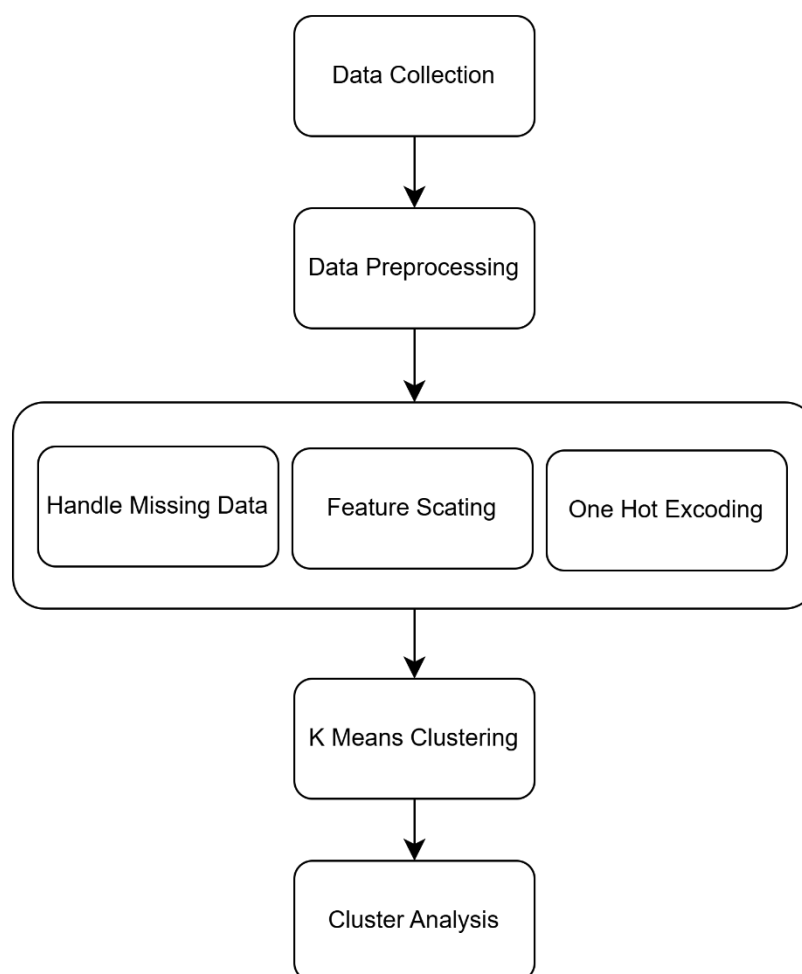 Data Collection
Data Preprocessing
Handle Missing Data
Feature Scating
One Hot Excoding
K Means Clustering
Cluster Analysis